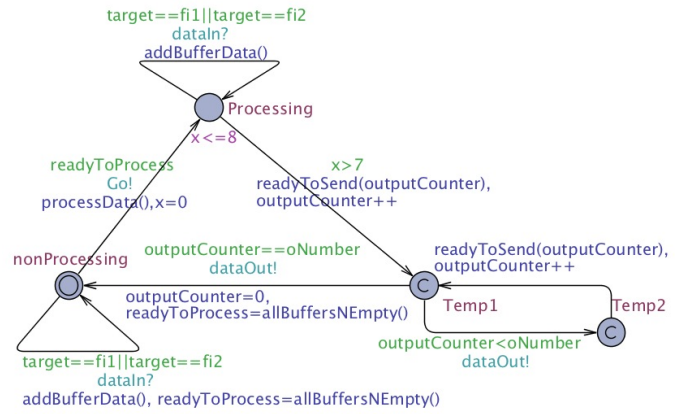 target==fi1||target==fi2
dataIn?
addBufferData()
Processing
x<=8
readyToProcess
Go!
processData(),x=0
x>7
readyToSend(outputCounter),
outputCounter++
nonProcessing
outputCounter==oNumber
dataOut!
outputCounter=0,
readyToProcess=allBuffersNEmpty()
readyToSend(outputCounter),
outputCounter++
C
Temp1
Temp2
C
outputCounter<oNumber
dataOut!
target==fi1||target==fi2
dataIn?
addBufferData(), readyToProcess=allBuffersNEmpty()